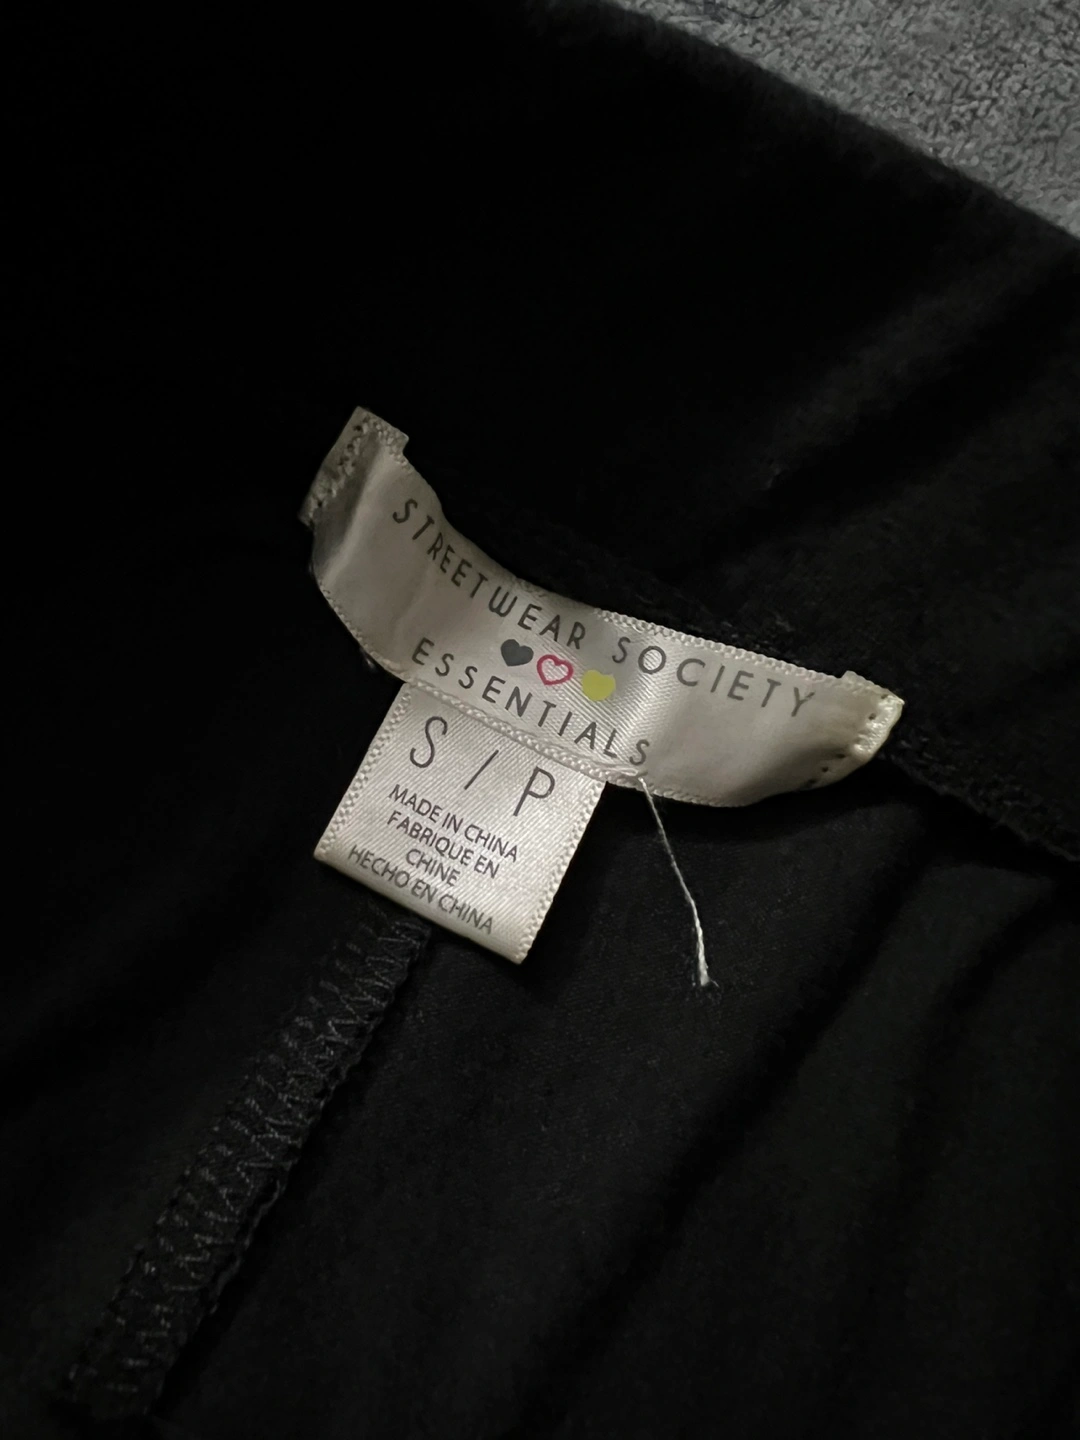 STREETWEAR SOCIETY
ESSENTIALS
S / P
MADE IN CHINA
FABRIQUE EN
CHINE
HECHO EN CHINA